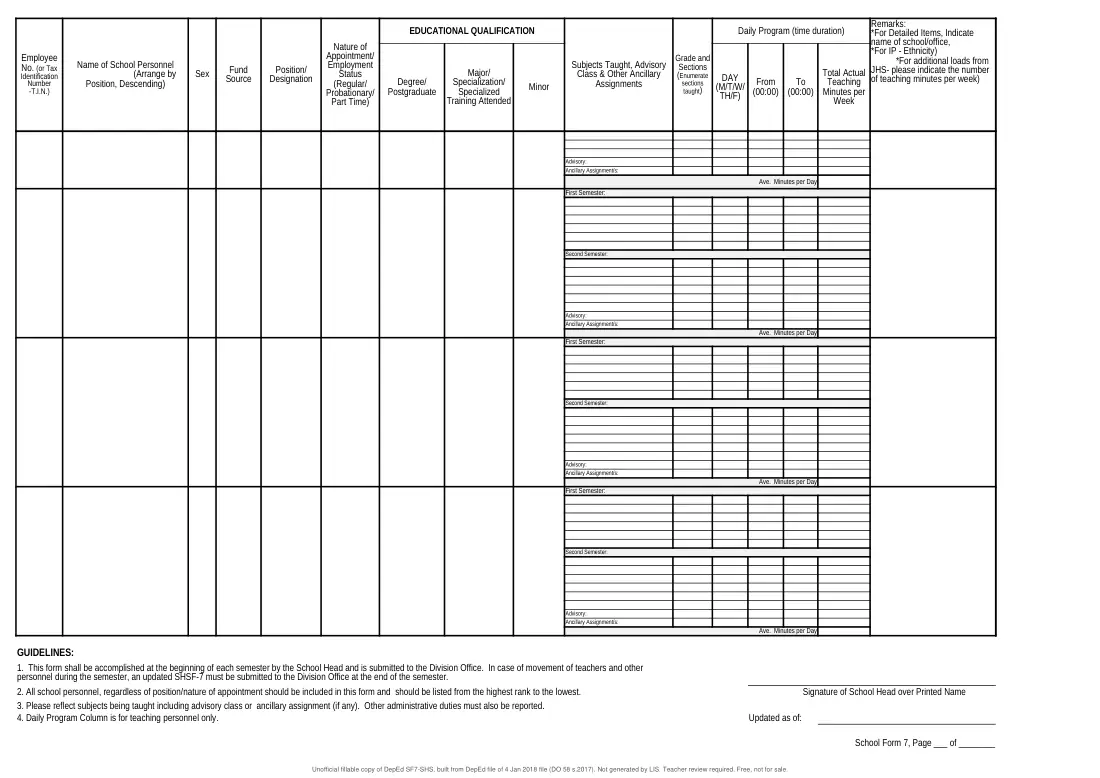 Employee No. (or Tax Identification Number -T.I.N.)
Name of School Personnel (Arrange by Position, Descending)
Sex
Fund Source
Position/ Designation
Nature of Appointment/ Employment Status (Regular/ Probationary/ Part Time)
EDUCATIONAL QUALIFICATION
Degree/ Postgraduate
Major/ Specialization/ Specialized Training Attended
Minor
Subjects Taught, Advisory Class & Other Ancillary Assignments
Grade and Sections (Enumerate sections taught)
Daily Program (time duration)
DAY (M/T/W/ TH/F)
From (00:00)
To (00:00)
Total Actual Teaching Minutes per Week
Remarks:
*For Detailed Items, Indicate name of school/office,
*For IP - Ethnicity)
*For additional loads from JHS- please indicate the number of teaching minutes per week)
Advisory:
Ancillary Assignment/s:
Ave. Minutes per Day
First Semester:
Second Semester:
Advisory:
Ancillary Assignment/s:
Ave. Minutes per Day
First Semester:
Second Semester:
Advisory:
Ancillary Assignment/s:
Ave. Minutes per Day
First Semester:
Second Semester:
Advisory:
Ancillary Assignment/s:
Ave. Minutes per Day
GUIDELINES:
1. This form shall be accomplished at the beginning of each semester by the School Head and is submitted to the Division Office. In case of movement of teachers and other
personnel during the semester, an updated SHSF-7 must be submitted to the Division Office at the end of the semester.
2. All school personnel, regardless of position/nature of appointment should be included in this form and should be listed from the highest rank to the lowest.
3. Please reflect subjects being taught including advisory class or ancillary assignment (if any). Other administrative duties must also be reported.
4. Daily Program Column is for teaching personnel only.
Signature of School Head over Printed Name
Updated as of: ____________
School Form 7, Page ___ of ________
Unofficial fillable copy of DepEd SF7-SHS, built from DepEd file of 4 Jan 2018 file (DO 58 s.2017). Not generated by LIS. Teacher review required. Free, not for sale.